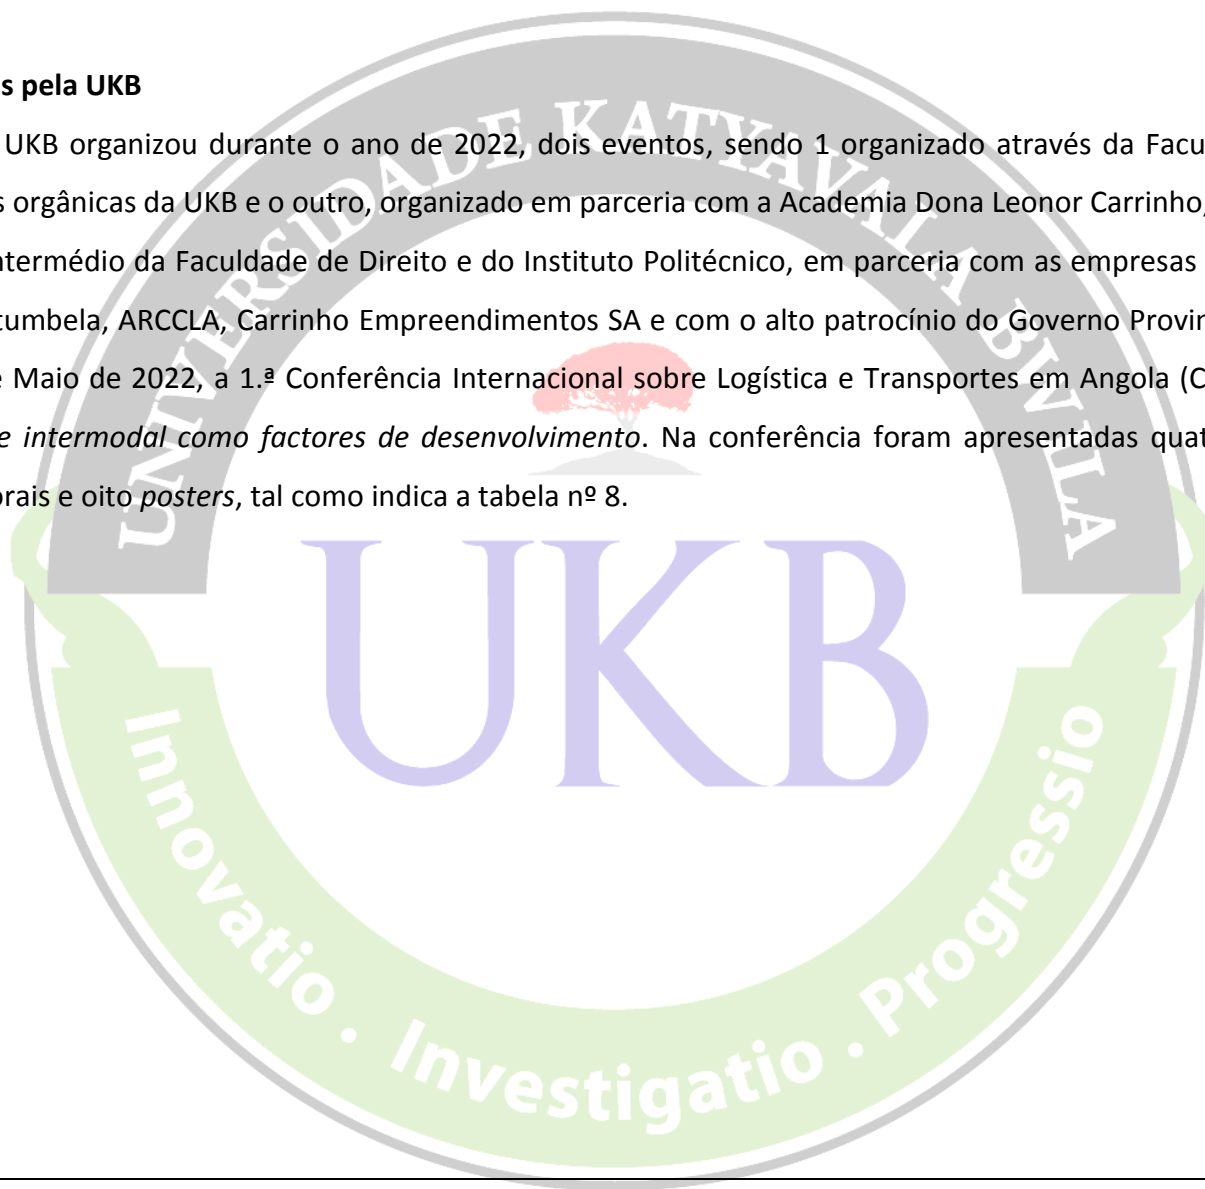 s pela UKB
UKB organizou durante o ano de 2022, dois eventos, sendo 1 organizado através da Facu
s orgânicas da UKB e o outro, organizado em parceria com a Academia Dona Leonor Carrinho,
ntermédio da Faculdade de Direito e do Instituto Politécnico, em parceria com as empresas
tumbela, ARCCLA, Carrinho Empreendimentos SA e com o alto patrocínio do Governo Provin
e Maio de 2022, a 1.ª Conferência Internacional sobre Logística e Transportes em Angola (C
e intermodal como factores de desenvolvimento. Na conferência foram apresentadas quat
orais e oito posters, tal como indica a tabela nº 8.
UNIVERSIDADE KATYAVALA BWILA
UKB
Innovatio . Investigatio . Progressio